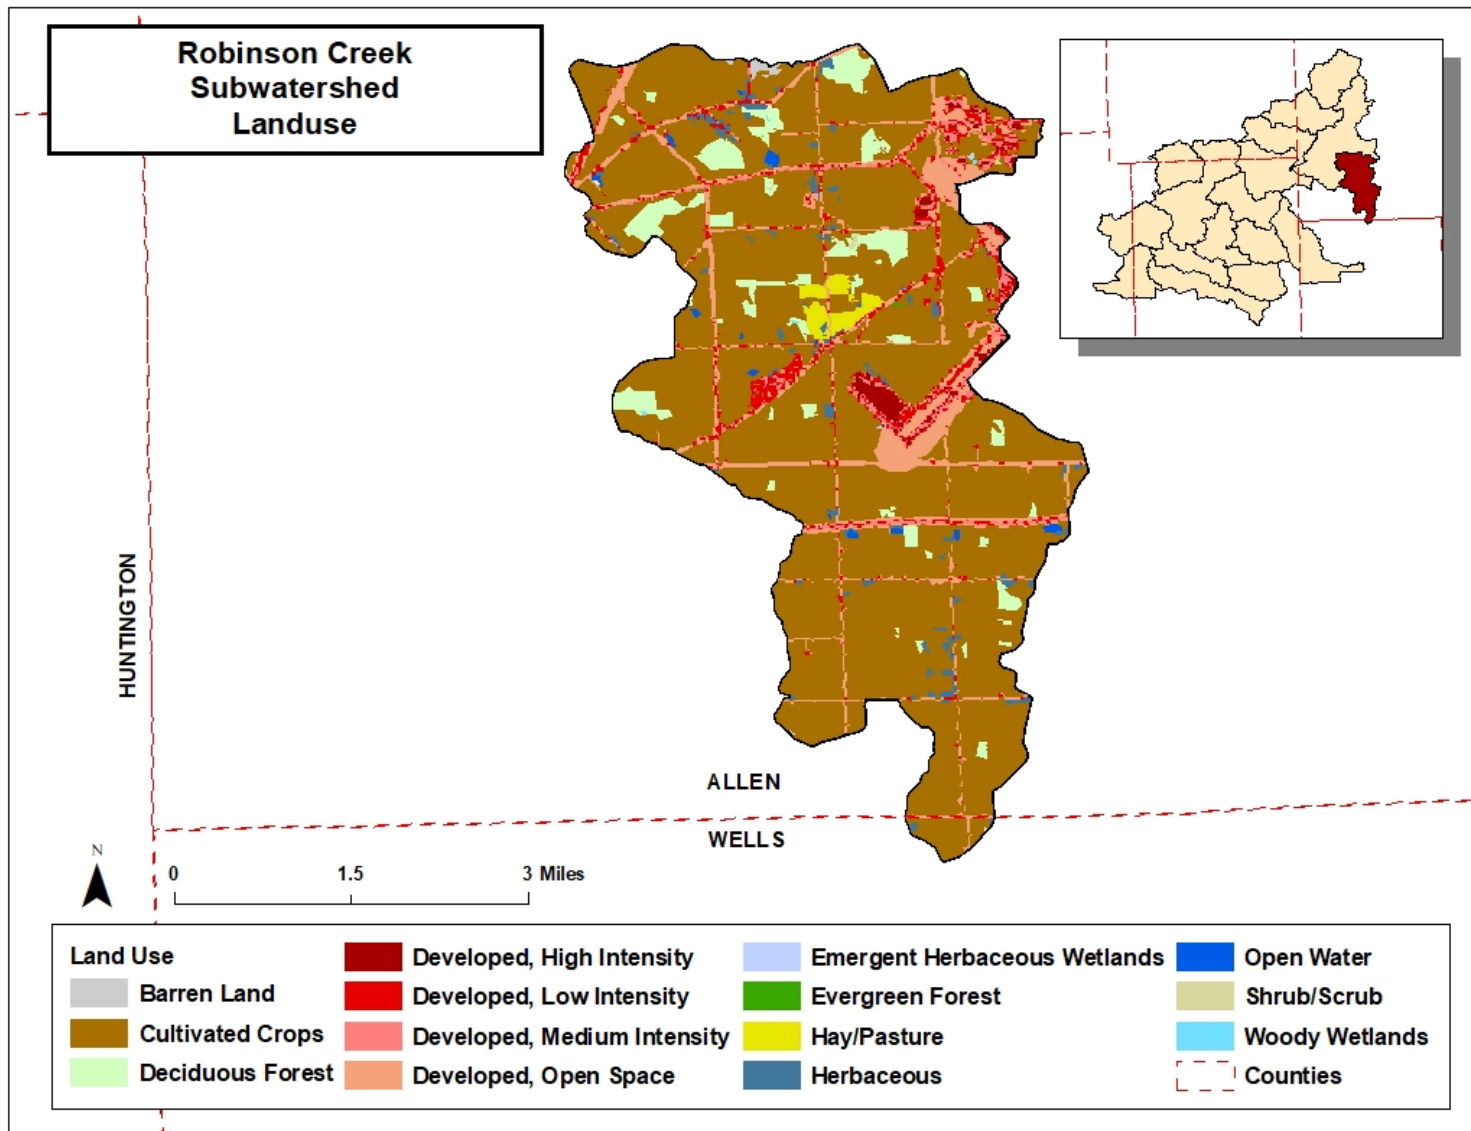 Robinson Creek
Subwatershed
Landuse
HUNTINGTON
ALLEN
WELLS
N
0 1.5 3 Miles
Land Use
Barren Land
Cultivated Crops
Deciduous Forest
Developed, High Intensity
Developed, Low Intensity
Developed, Medium Intensity
Developed, Open Space
Emergent Herbaceous Wetlands
Evergreen Forest
Hay/Pasture
Herbaceous
Open Water
Shrub/Scrub
Woody Wetlands
Counties